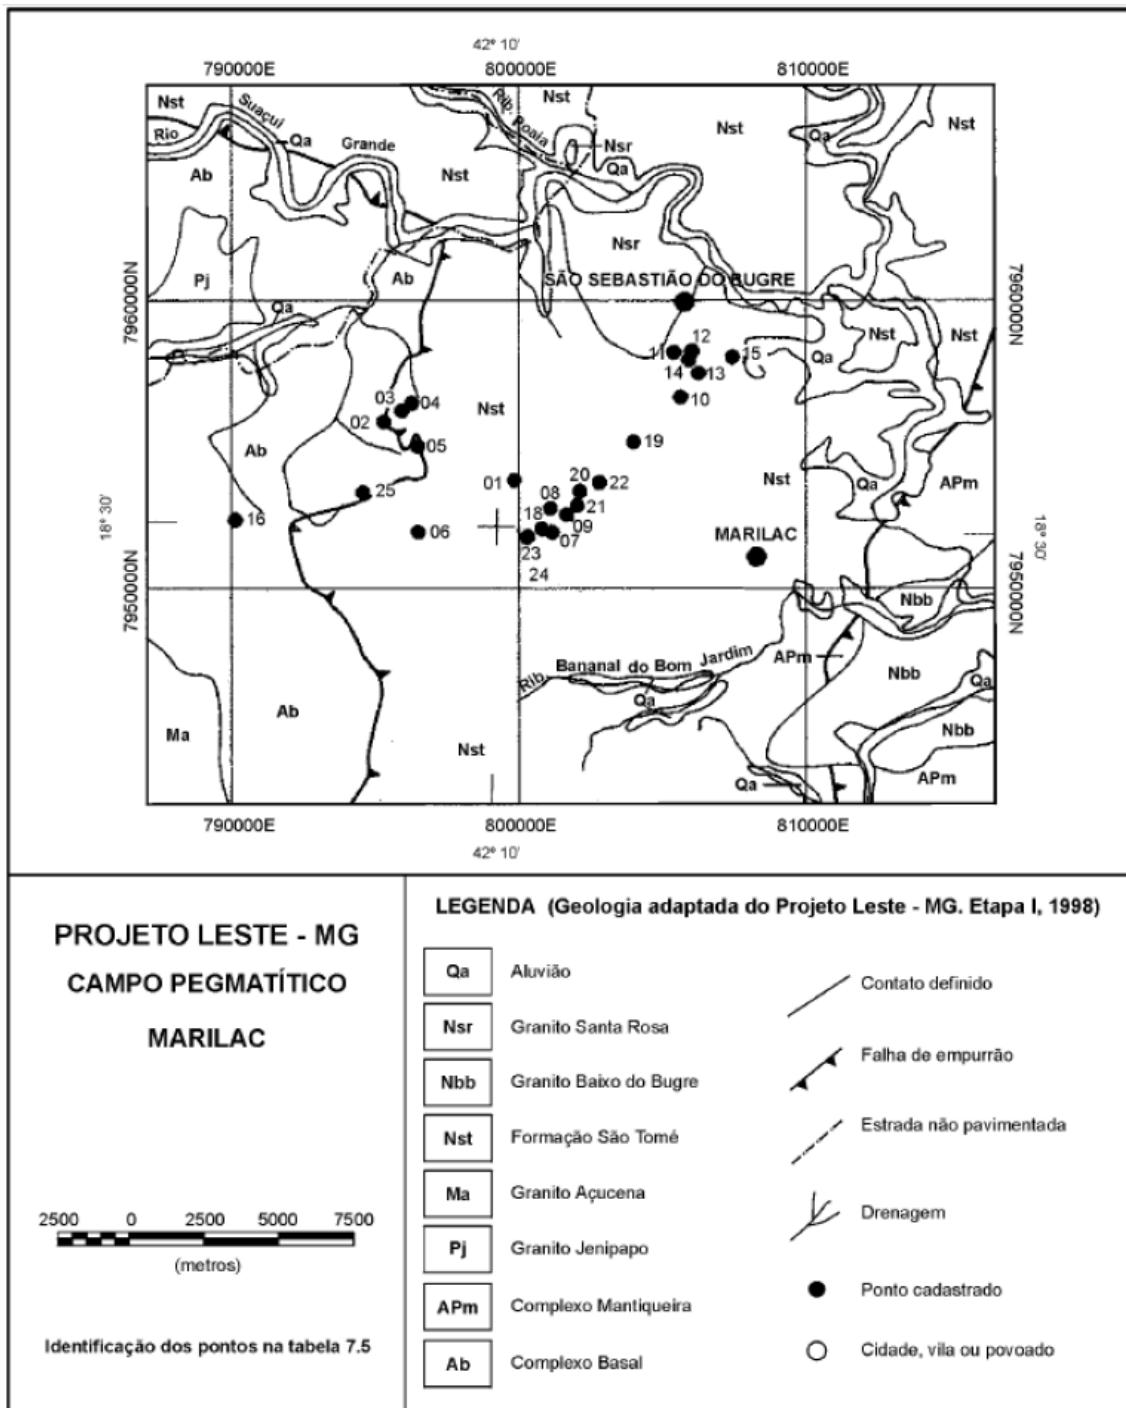 42º 10'
790000E 800000E 810000E
Nst Suaçuí Rib. Poaia Nst Nst Nst
Rio Qa Grande Nsr Qa
Ab Nst Qa
Nsr
Pj Ab SÃO SEBASTIÃO DO BUGRE
7960000N 7960000N
Qa Nst Nst
12
11 15 Qa
14 13
03 04 Nst 10
02
Ab 05 19
01 20 22 Nst Qa APm
25 08
18º 30' 16 18 21 18º 30'
06 09 MARILAC
23 07
24
7950000N 7950000N
Nbb
Rib. Bananal do Bom Jardim APm
Nbb
Qa Qa
Ab
Ma Nbb
Nst
Qa APm
790000E 800000E 810000E
42º 10'
PROJETO LESTE - MG
CAMPO PEGMATÍTICO
MARILAC
2500 0 2500 5000 7500
(metros)
Identificação dos pontos na tabela 7.5
LEGENDA (Geologia adaptada do Projeto Leste - MG. Etapa I, 1998)
Qa Aluvião
Nsr Granito Santa Rosa
Nbb Granito Baixo do Bugre
Nst Formação São Tomé
Ma Granito Açucena
Pj Granito Jenipapo
APm Complexo Mantiqueira
Ab Complexo Basal
Contato definido
Falha de empurrão
Estrada não pavimentada
Drenagem
Ponto cadastrado
Cidade, vila ou povoado